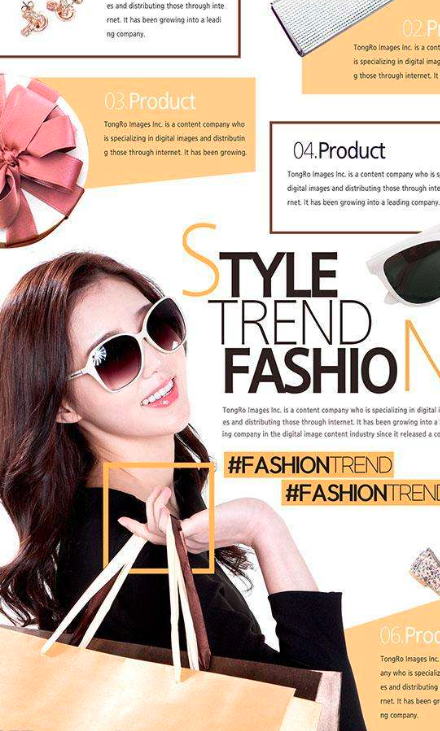 es and distributing those through inte
rnet. It has been growing into a leadi
ng company.
02.Pr
TongRo Images Inc. is a cont
is specializing in digital imag
g those through internet. It
03.Product
TongRo Images Inc. is a content company who
is specializing in digital images and distributin
g those through internet. It has been growing.
04.Product
TongRo Images Inc. is a content company who is s
digital images and distributing those through inte
rnet. It has been growing into a leading company.
STYLE
TREND
FASHION
TongRo Images Inc. is a content company who is specializing in digital i
es and distributing those through internet. It has been growing into a l
ing company in the digital image content industry since it released a co
#FASHIONTREND
#FASHIONTREND
06.Proc
TongRo Images Inc.
any who is special
es and distributing
rnet. It has been gr
ng company.